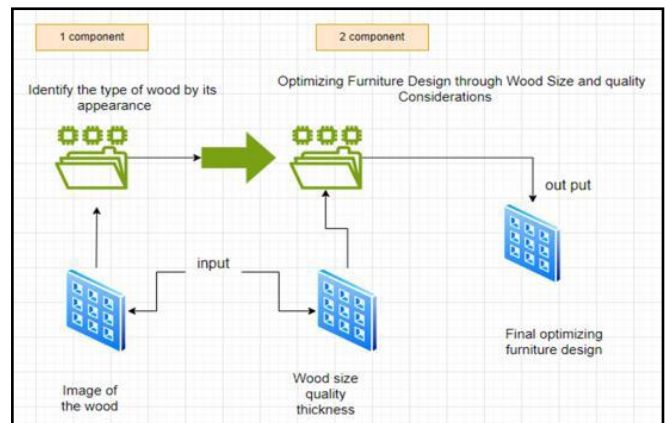 1 component
2 component
Identify the type of wood by its
appearance
Optimizing Furniture Design through Wood Size and quality
Considerations
out put
input
Image of
the wood
Wood size
quality
thickness
Final optimizing
furniture design